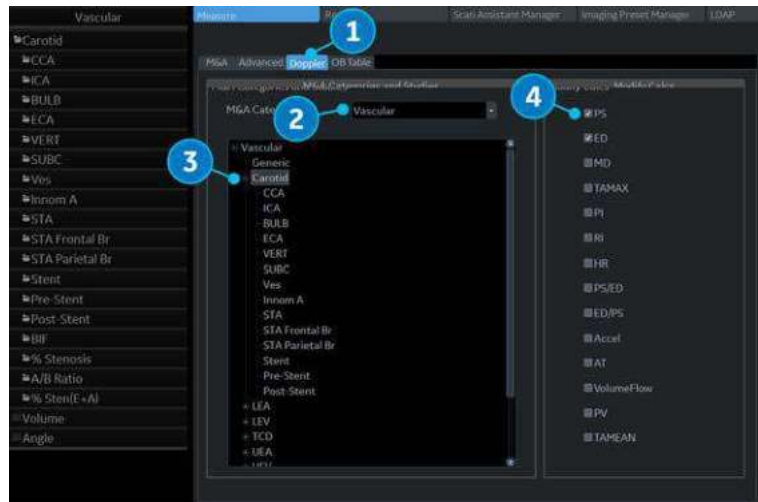 Vascular
Carotid
CCA
ICA
BULB
ECA
VERT
SUBC
Ves
Innom A
STA
STA Frontal Br
STA Parietal Br
Stent
Pre-Stent
Post-Stent
BIF
% Stenosis
A/B Ratio
% Sten(E+A)
Volume
Angle
Measure
Scan Assistant Manager
Imaging Preset Manager
LDAP
1
M&A Advanced Doppler OB Table
M&A Categories and Studies
Modify Calcs
M&A
2
Vascular
3
Vascular
Generic
Carotid
CCA
ICA
BULB
ECA
VERT
SUBC
Ves
Innom A
STA
STA Frontal Br
STA Parietal Br
Stent
Pre-Stent
Post-Stent
LEA
LEV
TCD
UEA
4
PS
ED
MD
TAMAX
PI
RI
HR
PS/ED
ED/PS
Accel
AT
VolumeFlow
PV
TAMEAN